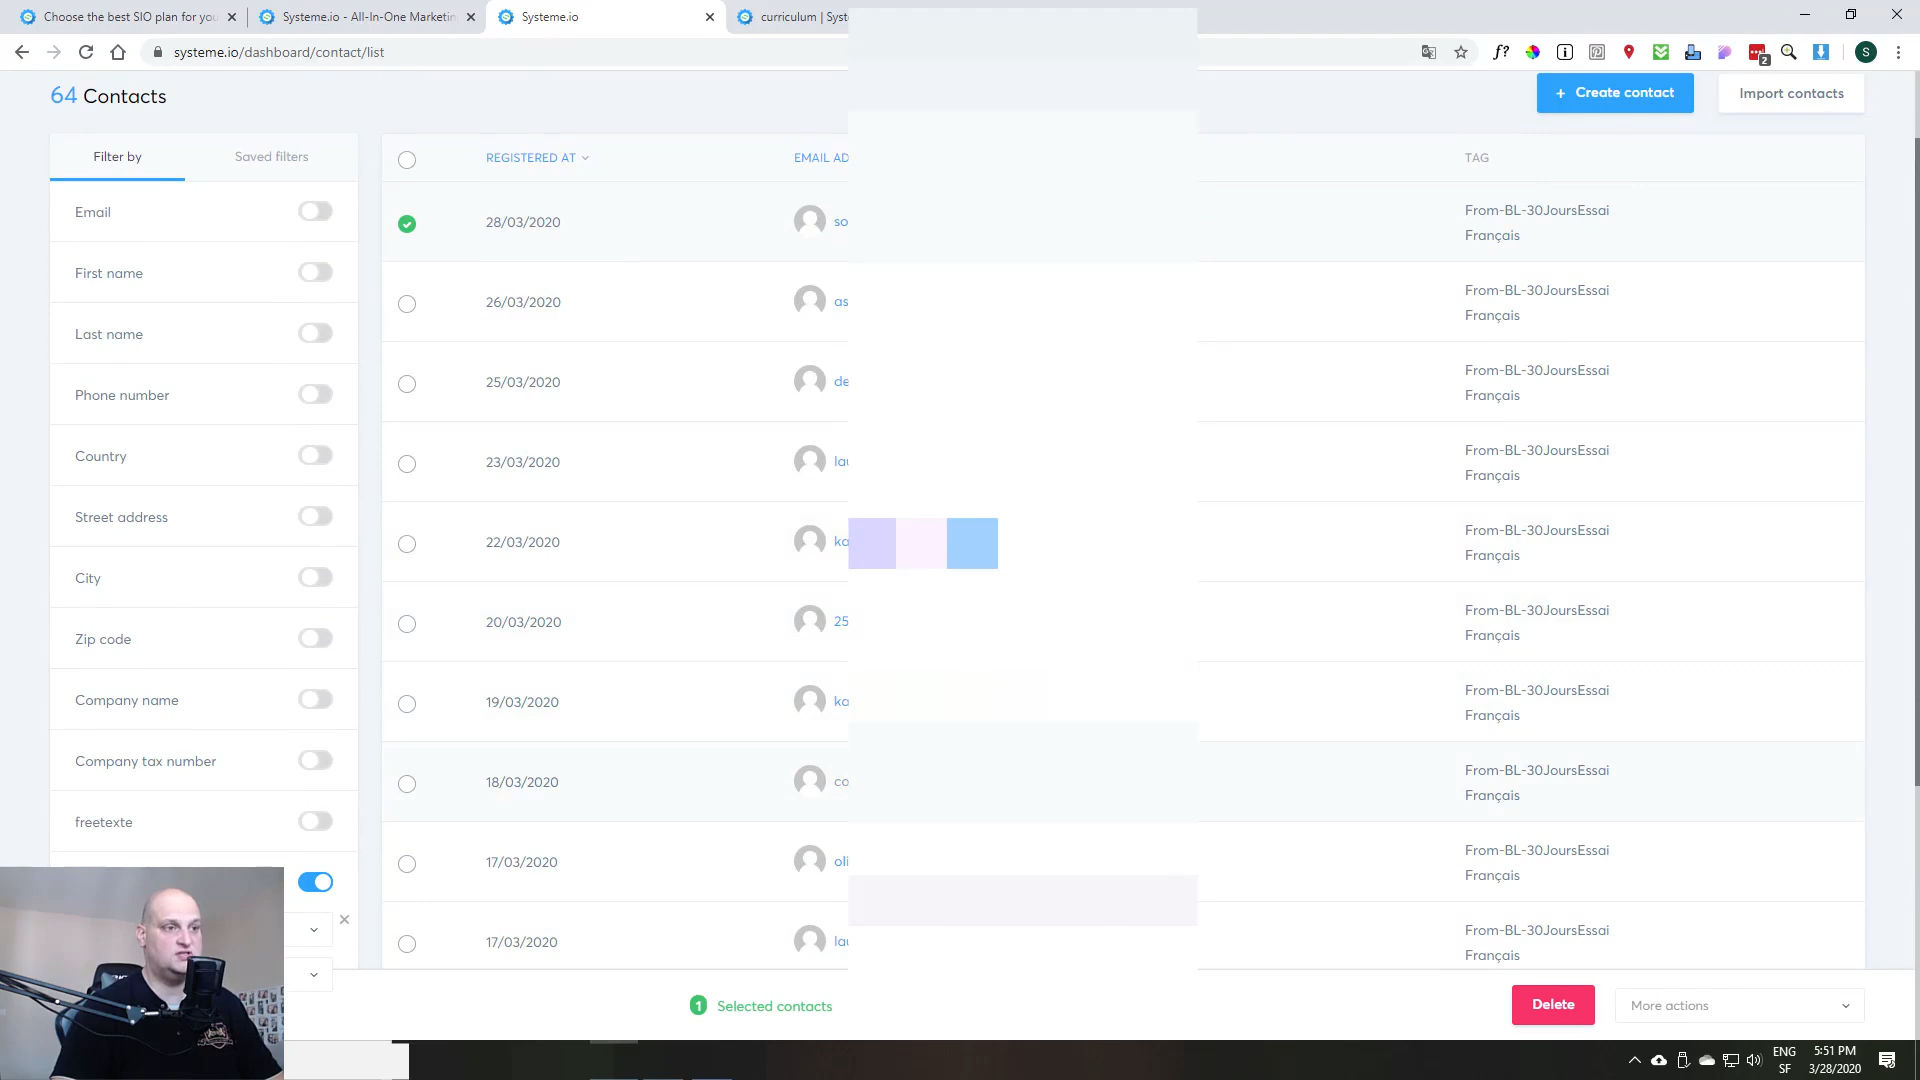 Choose the best SIO plan for you
Systeme.io - All-In-One Marketin
Systeme.io
curriculum | Syst
systeme.io/dashboard/contact/list
64 Contacts
+ Create contact
Import contacts
Filter by
Saved filters
REGISTERED AT
EMAIL AD
TAG
Email
28/03/2020
so
From-BL-30JoursEssai
Français
First name
26/03/2020
as
From-BL-30JoursEssai
Français
Last name
25/03/2020
de
From-BL-30JoursEssai
Français
Phone number
Country
23/03/2020
lau
From-BL-30JoursEssai
Français
Street address
22/03/2020
ka
From-BL-30JoursEssai
Français
City
20/03/2020
25
From-BL-30JoursEssai
Français
Zip code
Company name
19/03/2020
ka
From-BL-30JoursEssai
Français
Company tax number
18/03/2020
co
From-BL-30JoursEssai
Français
freetexte
17/03/2020
oli
From-BL-30JoursEssai
Français
17/03/2020
lau
From-BL-30JoursEssai
Français
1 Selected contacts
Delete
More actions
ENG
SF
5:51 PM
3/28/2020